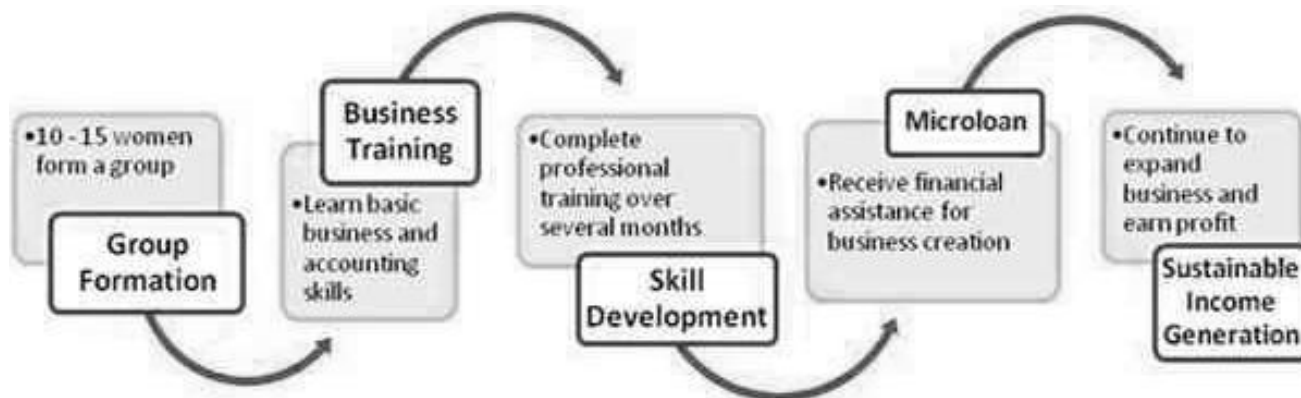 •10 - 15 women
form a group
Group
Formation
Business
Training
•Learn basic
business and
accounting
skills
•Complete
professional
training over
several months
Skill
Development
Microloan
•Receive financial
assistance for
business creation
•Continue to
expand
business and
earn profit
Sustainable
Income
Generation